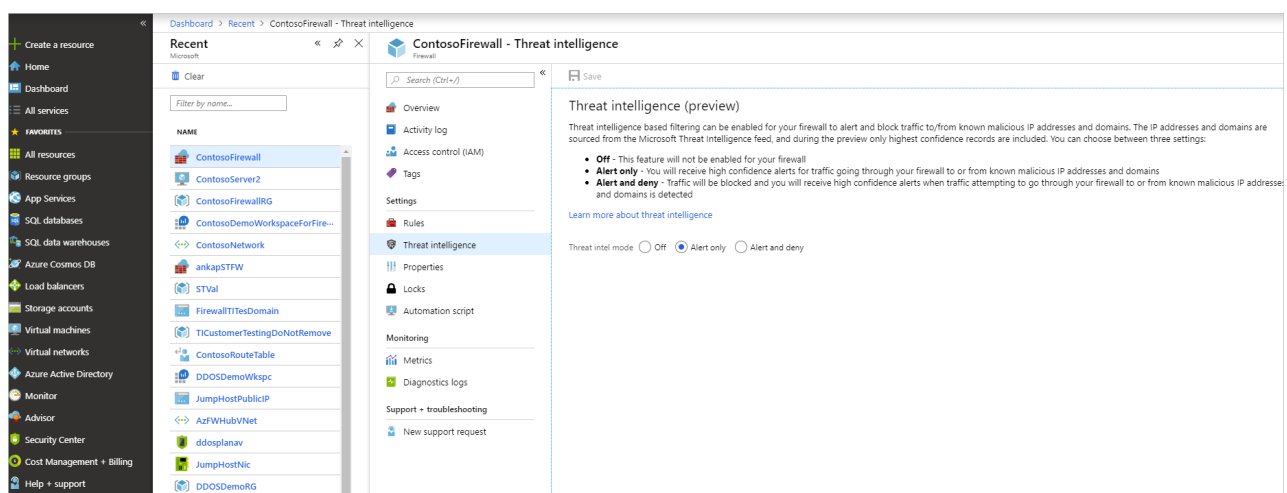 «
Create a resource
Home
Dashboard
All services
FAVORITES
All resources
Resource groups
App Services
SQL databases
SQL data warehouses
Azure Cosmos DB
Load balancers
Storage accounts
Virtual machines
Virtual networks
Azure Active Directory
Monitor
Advisor
Security Center
Cost Management + Billing
Help + support
Dashboard > Recent > ContosoFirewall - Threat intelligence
Recent
«
Microsoft
Clear
Filter by name...
NAME
ContosoFirewall
ContosoServer2
ContosoFirewallRG
ContosoDemoWorkspaceForFire···
ContosoNetwork
ankapSTFW
STVal
FirewallTITesDomain
TICustomerTestingDoNotRemove
ContosoRouteTable
DDOSDemoWkspc
JumpHostPublicIP
AzFWHubVNet
ddosplanav
JumpHostNic
DDOSDemoRG
ContosoFirewall - Threat intelligence
Firewall
Search (Ctrl+/)
«
Overview
Activity log
Access control (IAM)
Tags
Settings
Rules
Threat intelligence
Properties
Locks
Automation script
Monitoring
Metrics
Diagnostics logs
Support + troubleshooting
New support request
Save
Threat intelligence (preview)
Threat intelligence based filtering can be enabled for your firewall to alert and block traffic to/from known malicious IP addresses and domains. The IP addresses and domains are
sourced from the Microsoft Threat Intelligence feed, and during the preview only highest confidence records are included. You can choose between three settings:
• Off - This feature will not be enabled for your firewall
• Alert only - You will receive high confidence alerts for traffic going through your firewall to or from known malicious IP addresses and domains
• Alert and deny - Traffic will be blocked and you will receive high confidence alerts when traffic attempting to go through your firewall to or from known malicious IP addresses
and domains is detected
Learn more about threat intelligence
Threat intel mode Off Alert only Alert and deny